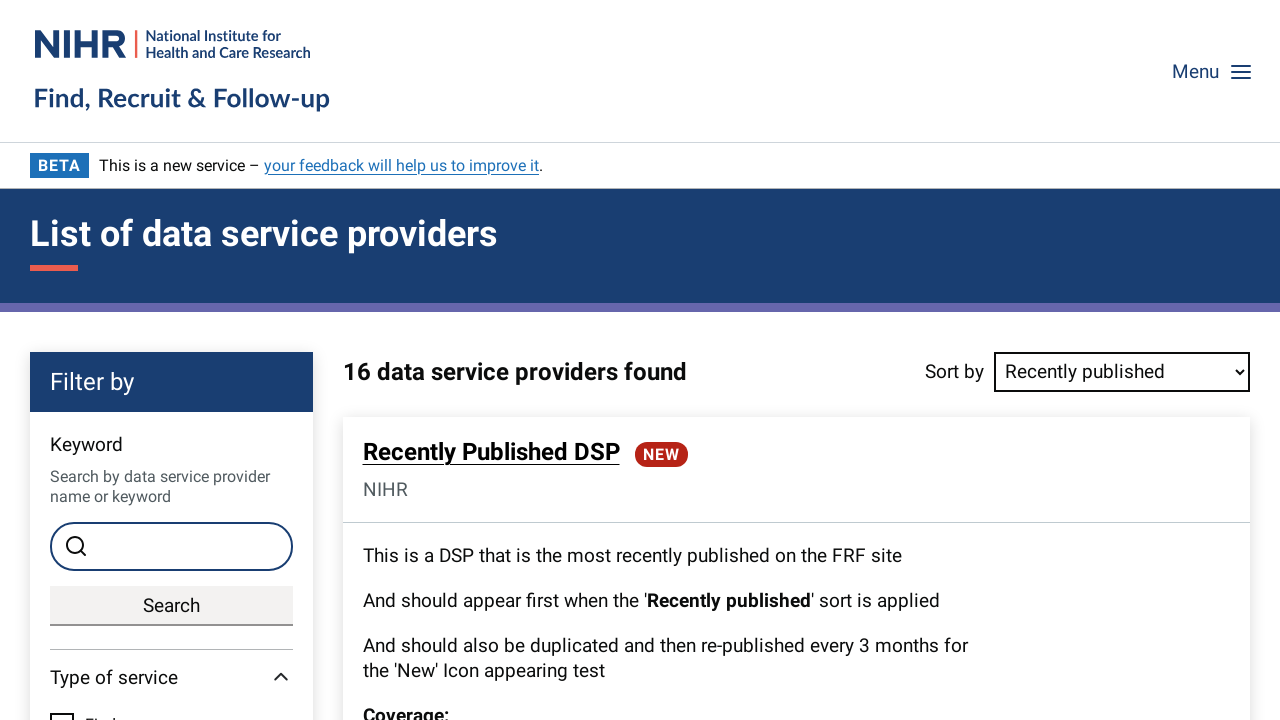 NIHR
National Institute for
Health and Care Research
Find, Recruit & Follow-up
Menu
BETA This is a new service – your feedback will help us to improve it.
List of data service providers
Filter by
Keyword
Search by data service provider
name or keyword
Search
Type of service
Find
16 data service providers found
Sort by Recently published
Recently Published DSP NEW
NIHR
This is a DSP that is the most recently published on the FRF site
And should appear first when the 'Recently published' sort is applied
And should also be duplicated and then re-published every 3 months for
the 'New' Icon appearing test
Coverage: